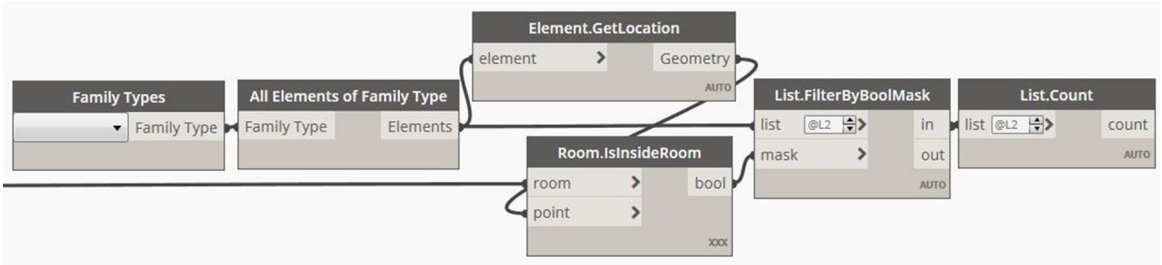 Element.GetLocation
element > Geometry
AUTO
Family Types
Family Type
All Elements of Family Type
Family Type Elements
Room.IsInsideRoom
room > bool
point >
xxx
List.FilterByBoolMask
list @L2 > in
mask > out
AUTO
List.Count
list @L2 > count
AUTO